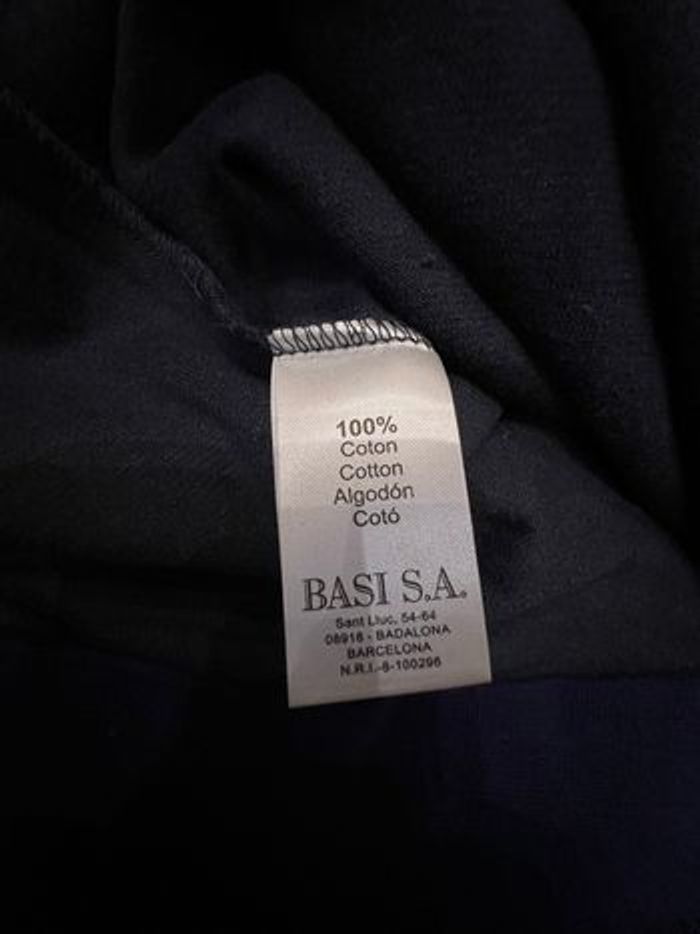 100%
Coton
Cotton
Algodón
Cotó
BASI S.A.
Sant Lluc, 54-64
08918 - BADALONA
BARCELONA
N.R.I.-8-100296